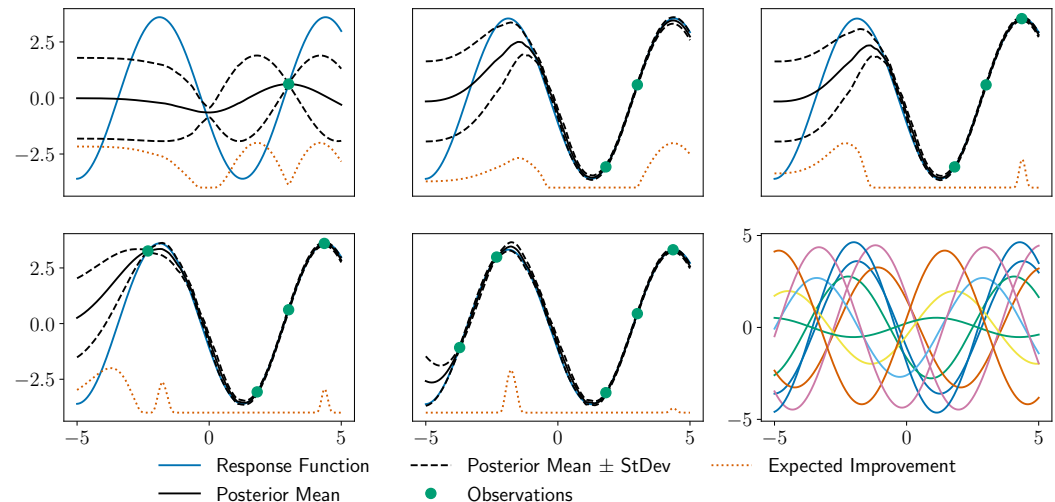 2.5
0.0
−2.5
2.5
0.0
−2.5
5
0
−5
−5 0 5
−5 0 5
−5 0 5
Response Function
Posterior Mean ± StDev
Expected Improvement
Posterior Mean
Observations